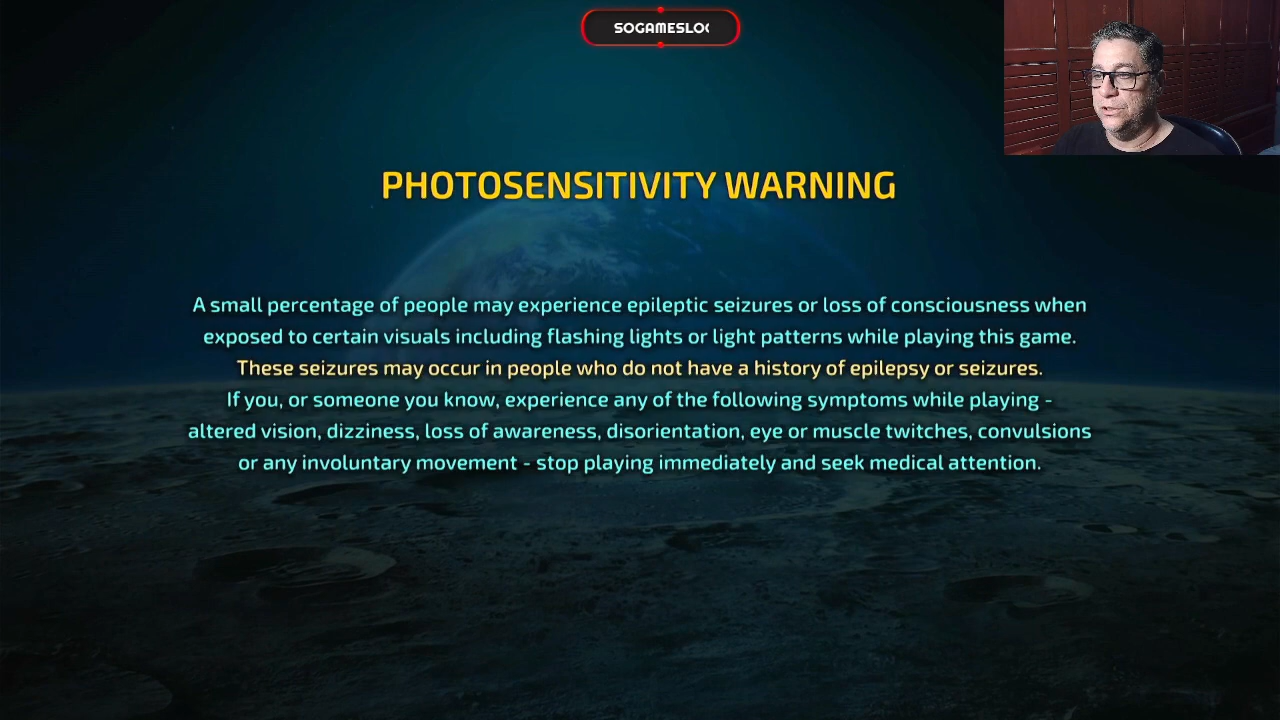 SOGAMESLO
PHOTOSENSITIVITY WARNING
A small percentage of people may experience epileptic seizures or loss of consciousness when
exposed to certain visuals including flashing lights or light patterns while playing this game.
These seizures may occur in people who do not have a history of epilepsy or seizures.
If you, or someone you know, experience any of the following symptoms while playing -
altered vision, dizziness, loss of awareness, disorientation, eye or muscle twitches, convulsions
or any involuntary movement - stop playing immediately and seek medical attention.